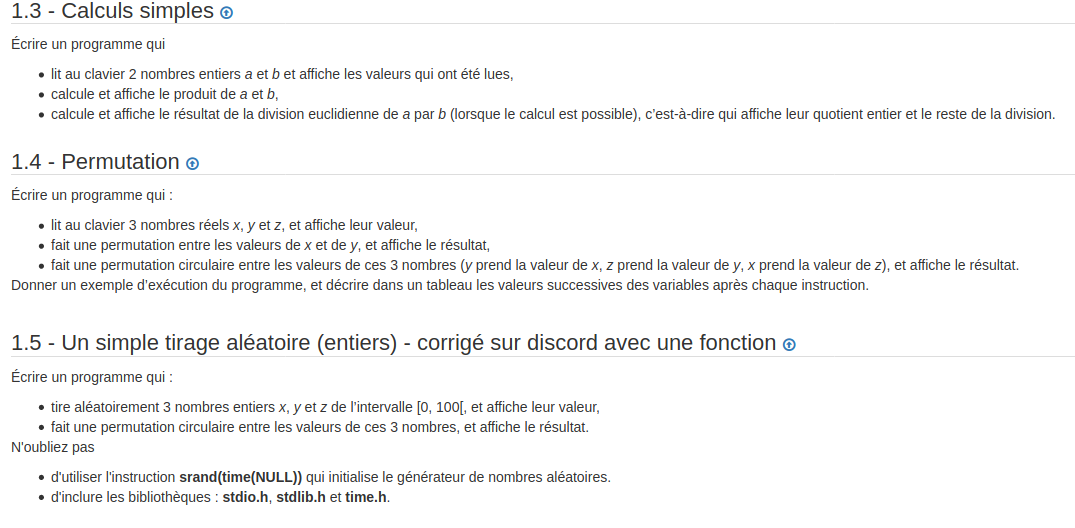 1.3 - Calculs simples
Écrire un programme qui
• lit au clavier 2 nombres entiers a et b et affiche les valeurs qui ont été lues,
• calcule et affiche le produit de a et b,
• calcule et affiche le résultat de la division euclidienne de a par b (lorsque le calcul est possible), c'est-à-dire qui affiche leur quotient entier et le reste de la division.
1.4 - Permutation
Écrire un programme qui :
• lit au clavier 3 nombres réels x, y et z, et affiche leur valeur,
• fait une permutation entre les valeurs de x et de y, et affiche le résultat,
• fait une permutation circulaire entre les valeurs de ces 3 nombres (y prend la valeur de x, z prend la valeur de y, x prend la valeur de z), et affiche le résultat.
Donner un exemple d'exécution du programme, et décrire dans un tableau les valeurs successives des variables après chaque instruction.
1.5 - Un simple tirage aléatoire (entiers) - corrigé sur discord avec une fonction
Écrire un programme qui :
• tire aléatoirement 3 nombres entiers x, y et z de l'intervalle [0, 100[, et affiche leur valeur,
• fait une permutation circulaire entre les valeurs de ces 3 nombres, et affiche le résultat.
N'oubliez pas
• d'utiliser l'instruction srand(time(NULL)) qui initialise le générateur de nombres aléatoires.
• d'inclure les bibliothèques : stdio.h, stdlib.h et time.h.